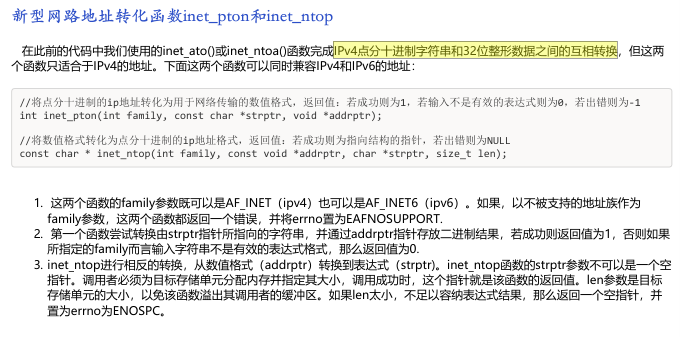 新型网路地址转化函数inet_pton和inet_ntop
在此前的代码中我们使用的inet_ato()或inet_ntoa()函数完成IPv4点分十进制字符串和32位整形数据之间的互相转换，但这两
个函数只适合于IPv4的地址。下面这两个函数可以同时兼容IPv4和IPv6的地址：
//将点分十进制的ip地址转化为用于网络传输的数值格式，返回值：若成功则为1，若输入不是有效的表达式则为0，若出错则为-1
int inet_pton(int family, const char *strptr, void *addrptr);
//将数值格式转化为点分十进制的ip地址格式，返回值：若成功则为指向结构的指针，若出错则为NULL
const char * inet_ntop(int family, const void *addrptr, char *strptr, size_t len);
1. 这两个函数的family参数既可以是AF_INET（ipv4）也可以是AF_INET6（ipv6）。如果，以不被支持的地址族作为
family参数，这两个函数都返回一个错误，并将errno置为EAFNOSUPPORT.
2. 第一个函数尝试转换由strptr指针所指向的字符串，并通过addrptr指针存放二进制结果，若成功则返回值为1，否则如果
所指定的family而言输入字符串不是有效的表达式格式，那么返回值为0.
3. inet_ntop进行相反的转换，从数值格式（addrptr）转换到表达式（strptr)。inet_ntop函数的strptr参数不可以是一个空
指针。调用者必须为目标存储单元分配内存并指定其大小，调用成功时，这个指针就是该函数的返回值。len参数是目标
存储单元的大小，以免该函数溢出其调用者的缓冲区。如果len太小，不足以容纳表达式结果，那么返回一个空指针，并
置为errno为ENOSPC。